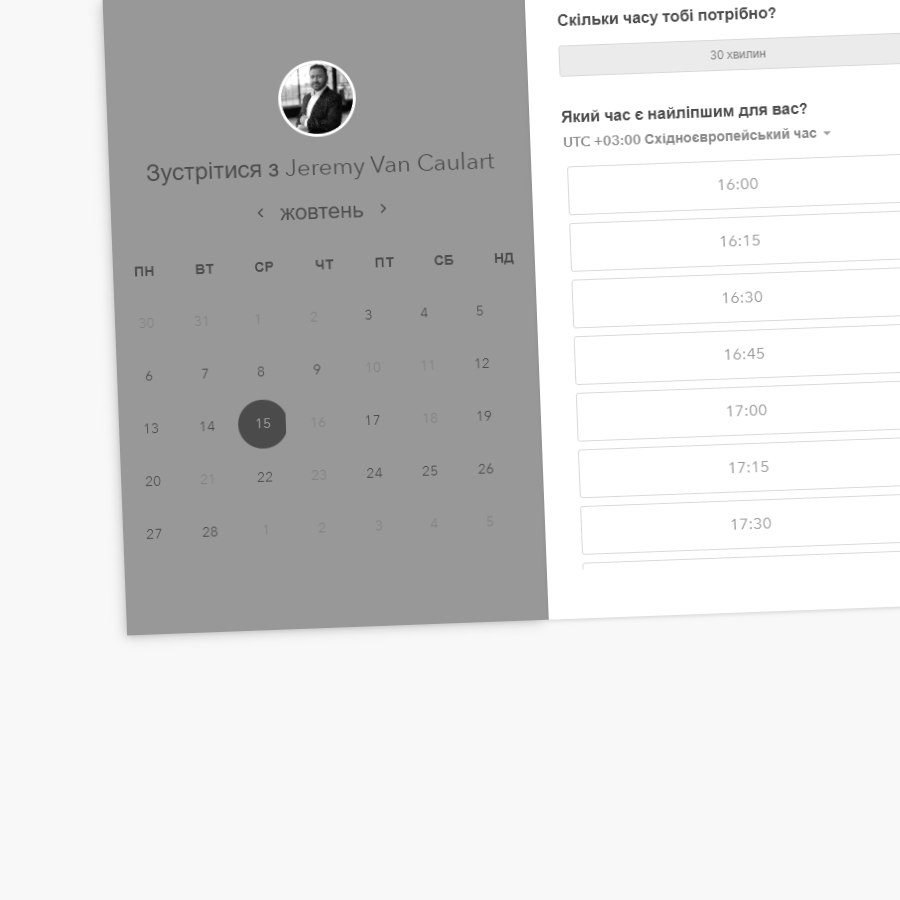 Зустрітися з Jeremy Van Caulart
жовтень
ПН ВТ СР ЧТ ПТ СБ НД
30 31 1 2 3 4 5
6 7 8 9 10 11 12
13 14 15 16 17 18 19
20 21 22 23 24 25 26
27 28 1 2 3 4 5
Скільки часу тобі потрібно?
30 хвилин
Який час є найліпшим для вас?
UTC +03:00 Східноєвропейський час
16:00
16:15
16:30
16:45
17:00
17:15
17:30